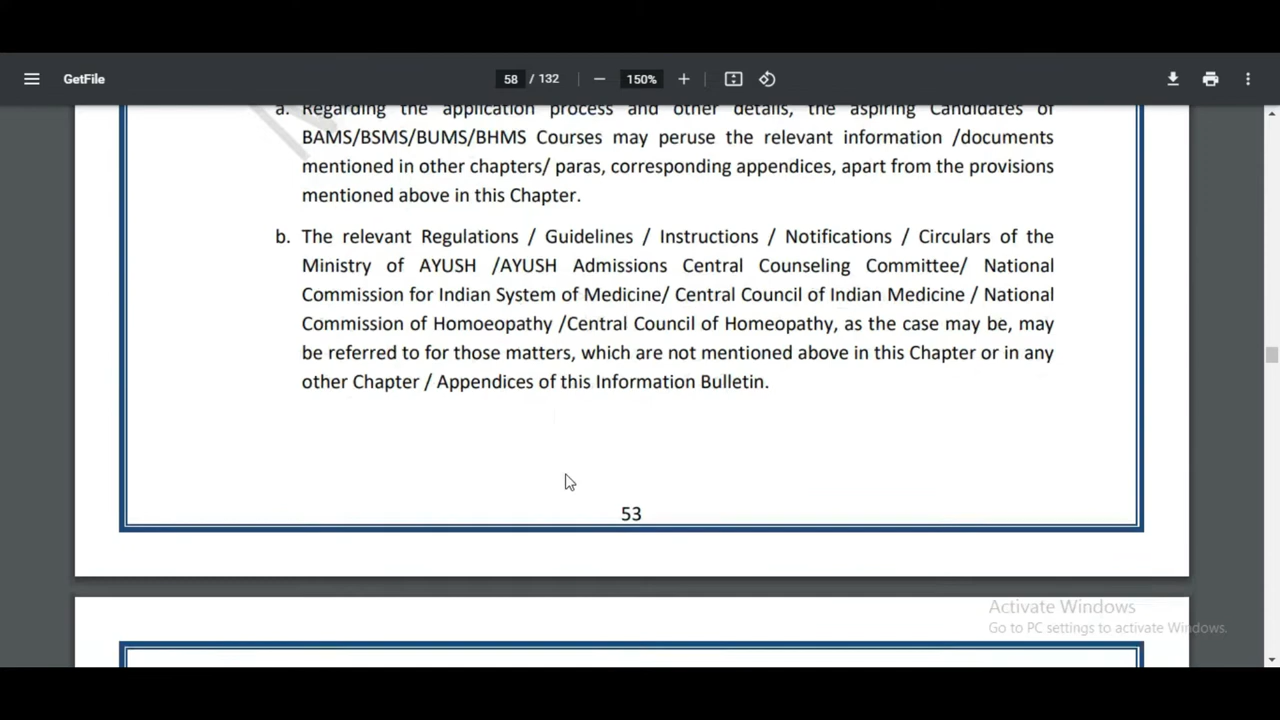 GetFile
58 / 132
150%
a. Regarding the application process and other details, the aspiring Candidates of
BAMS/BSMS/BUMS/BHMS Courses may peruse the relevant information /documents
mentioned in other chapters/ paras, corresponding appendices, apart from the provisions
mentioned above in this Chapter.
b. The relevant Regulations / Guidelines / Instructions / Notifications / Circulars of the
Ministry of AYUSH /AYUSH Admissions Central Counseling Committee/ National
Commission for Indian System of Medicine/ Central Council of Indian Medicine / National
Commission of Homoeopathy /Central Council of Homeopathy, as the case may be, may
be referred to for those matters, which are not mentioned above in this Chapter or in any
other Chapter / Appendices of this Information Bulletin.
53
Activate Windows
Go to PC settings to activate Windows.